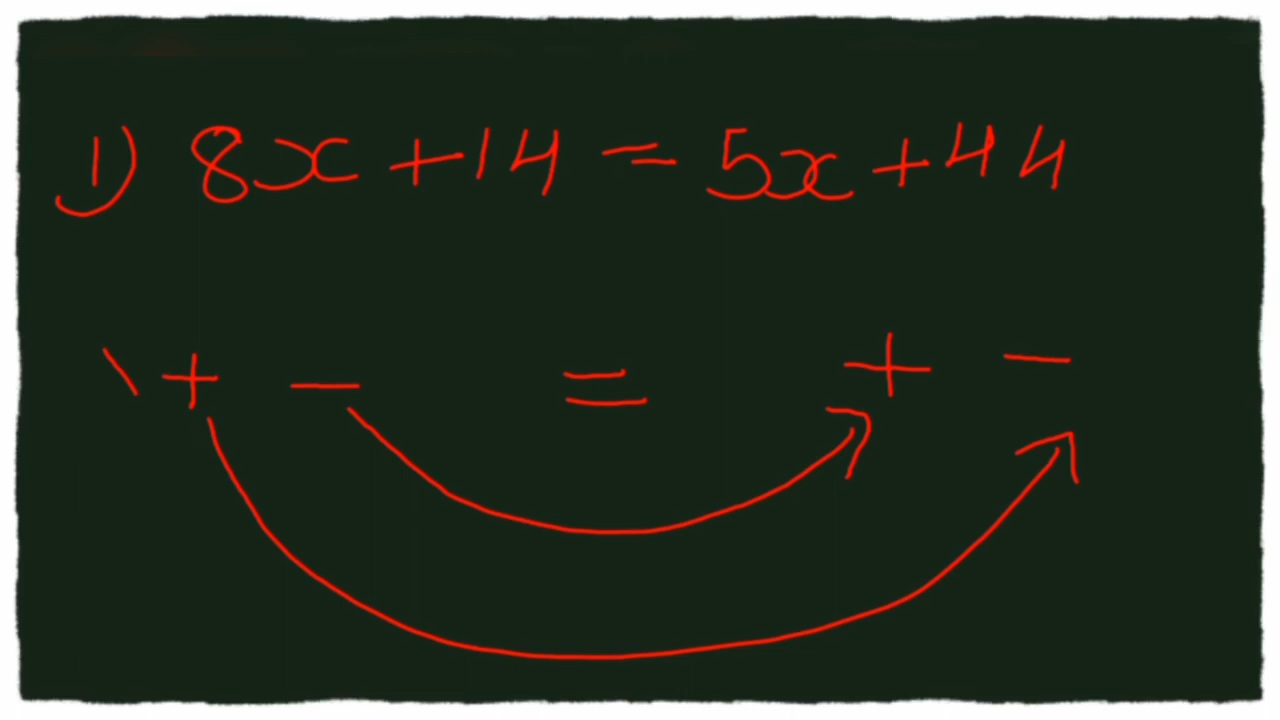 1) 8x + 14 = 5x + 44
\ + − = + −